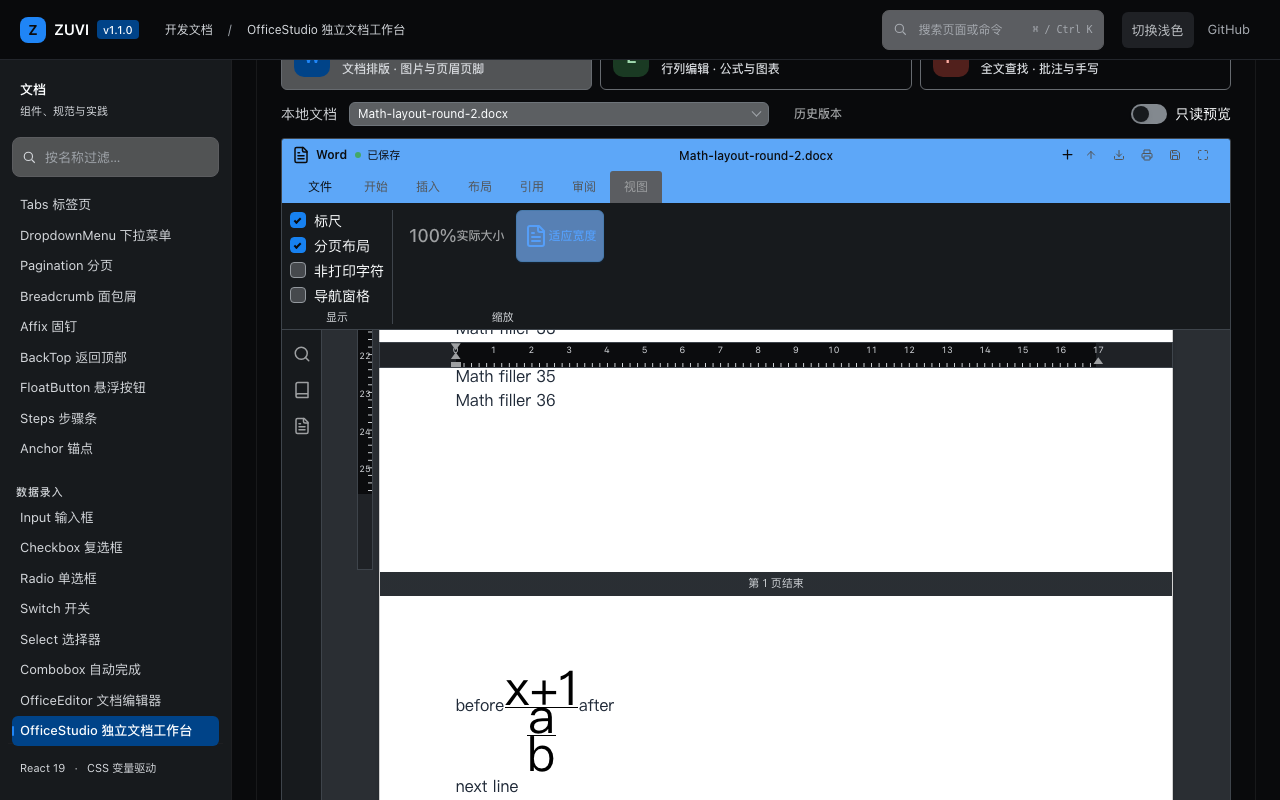 Z ZUVI v1.1.0 开发文档 / OfficeStudio 独立文档工作台 搜索页面或命令 ⌘ / Ctrl K 切换浅色 GitHub
文档
组件、规范与实践
按名称过滤...
Tabs 标签页
DropdownMenu 下拉菜单
Pagination 分页
Breadcrumb 面包屑
Affix 固钉
BackTop 返回顶部
FloatButton 悬浮按钮
Steps 步骤条
Anchor 锚点
数据录入
Input 输入框
Checkbox 复选框
Radio 单选框
Switch 开关
Select 选择器
Combobox 自动完成
OfficeEditor 文档编辑器
OfficeStudio 独立文档工作台
React 19 · CSS 变量驱动
文档排版 · 图片与页眉页脚
行列编辑 · 公式与图表
全文查找 · 批注与手写
本地文档 Math-layout-round-2.docx 历史版本 只读预览
Word 已保存 Math-layout-round-2.docx
文件 开始 插入 布局 引用 审阅 视图
标尺
分页布局
非打印字符
导航窗格
显示
100% 实际大小 适应宽度
缩放
0 1 2 3 4 5 6 7 8 9 10 11 12 13 14 15 16 17
22
23
24
25
Math filler 35
Math filler 36
第 1 页结束
x+1
before after
a
b
next line